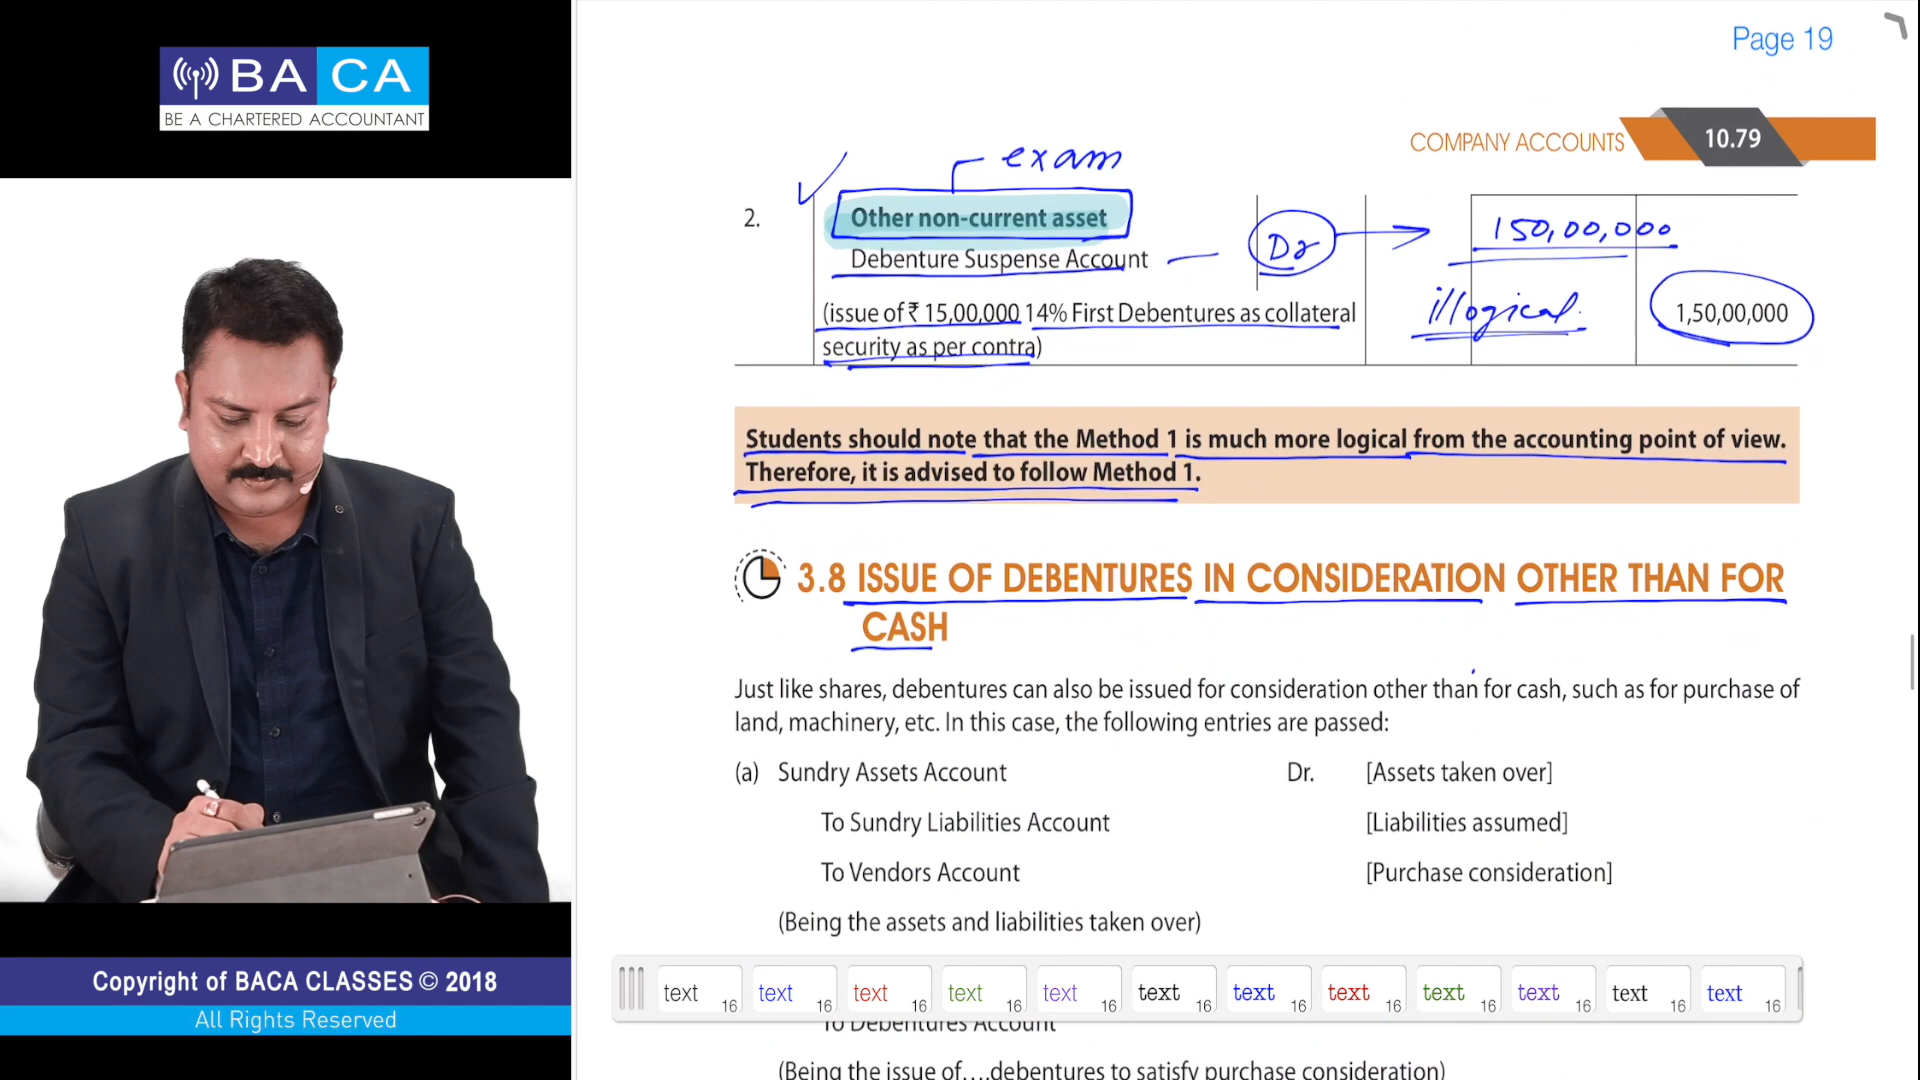 BA CA
BE A CHARTERED ACCOUNTANT
Page 19
COMPANY ACCOUNTS 10.79
exam
2. Other non-current asset
150,00,000
Debenture Suspense Account Dr
(issue of ₹ 15,00,000 14% First Debentures as collateral illogical 1,50,00,000
security as per contra)
Students should note that the Method 1 is much more logical from the accounting point of view.
Therefore, it is advised to follow Method 1.
3.8 ISSUE OF DEBENTURES IN CONSIDERATION OTHER THAN FOR
CASH
Just like shares, debentures can also be issued for consideration other than for cash, such as for purchase of
land, machinery, etc. In this case, the following entries are passed:
(a) Sundry Assets Account Dr. [Assets taken over]
To Sundry Liabilities Account [Liabilities assumed]
To Vendors Account [Purchase consideration]
(Being the assets and liabilities taken over)
text 16 text 16 text 16 text 16 text 16 text 16 text 16 text 16 text 16 text 16 text 16 text 16
To Debentures Account
(Being the issue of....debentures to satisfy purchase consideration)
Copyright of BACA CLASSES © 2018
All Rights Reserved